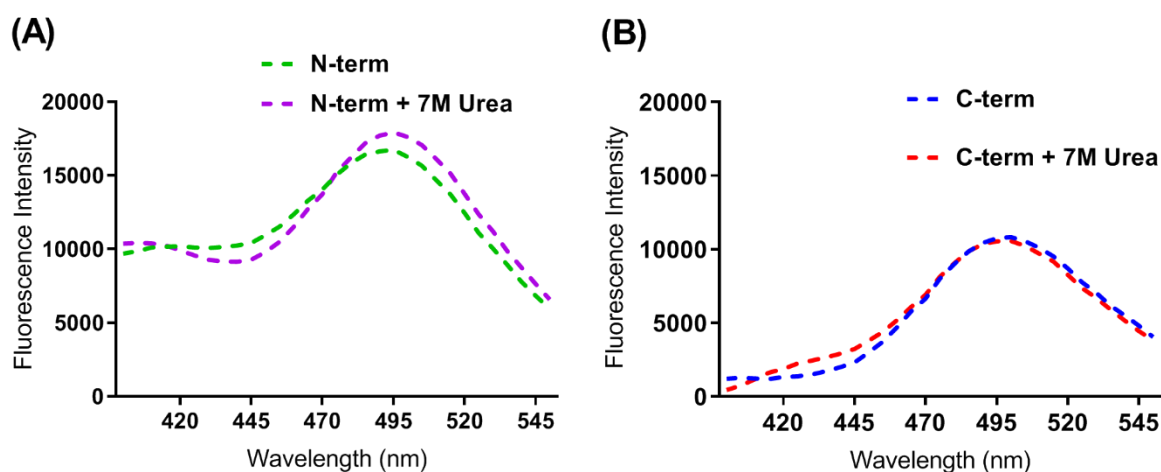 (A)
N-term
N-term + 7M Urea
Fluorescence Intensity
20000
15000
10000
5000
0
420 445 470 495 520 545
Wavelength (nm)
(B)
C-term
C-term + 7M Urea
Fluorescence Intensity
20000
15000
10000
5000
0
420 445 470 495 520 545
Wavelength (nm)